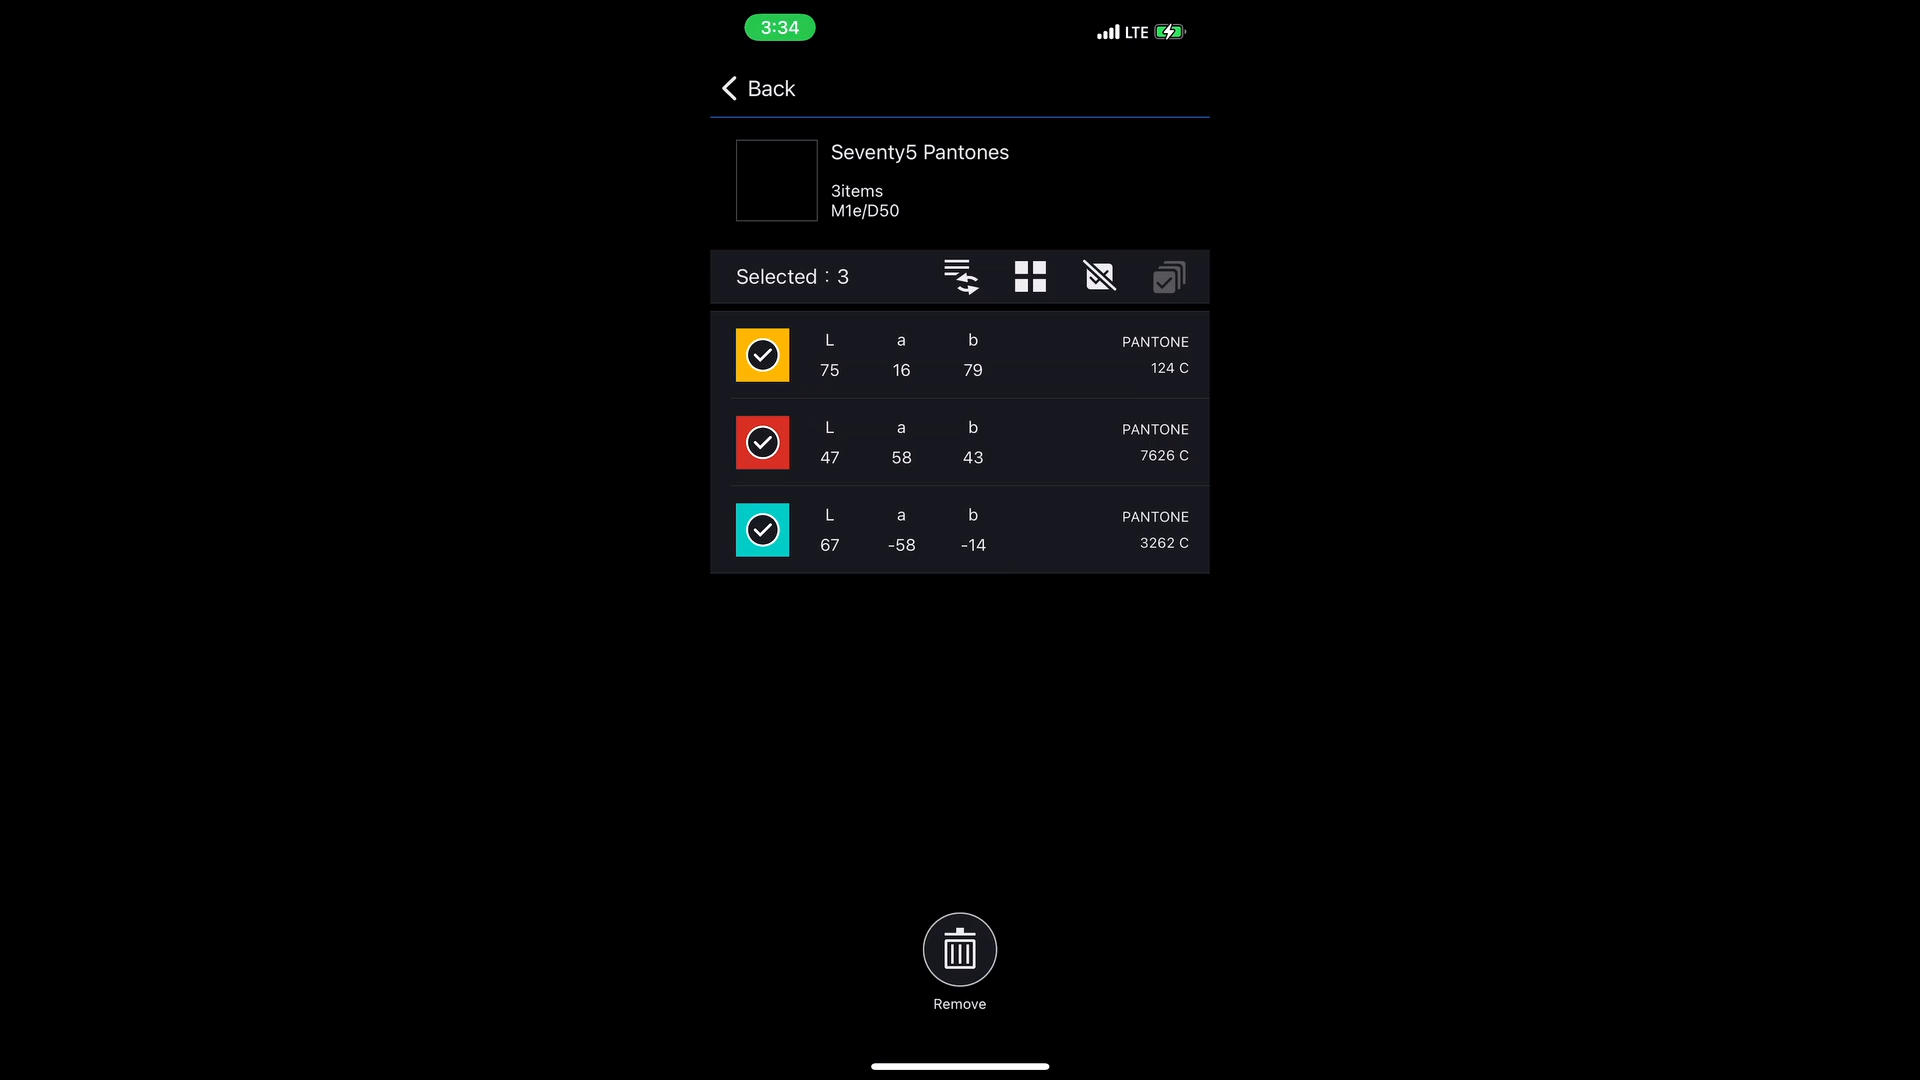 3:34
LTE
Back
Seventy5 Pantones
3items
M1e/D50
Selected : 3
L a b PANTONE
75 16 79 124 C
L a b PANTONE
47 58 43 7626 C
L a b PANTONE
67 -58 -14 3262 C
Remove